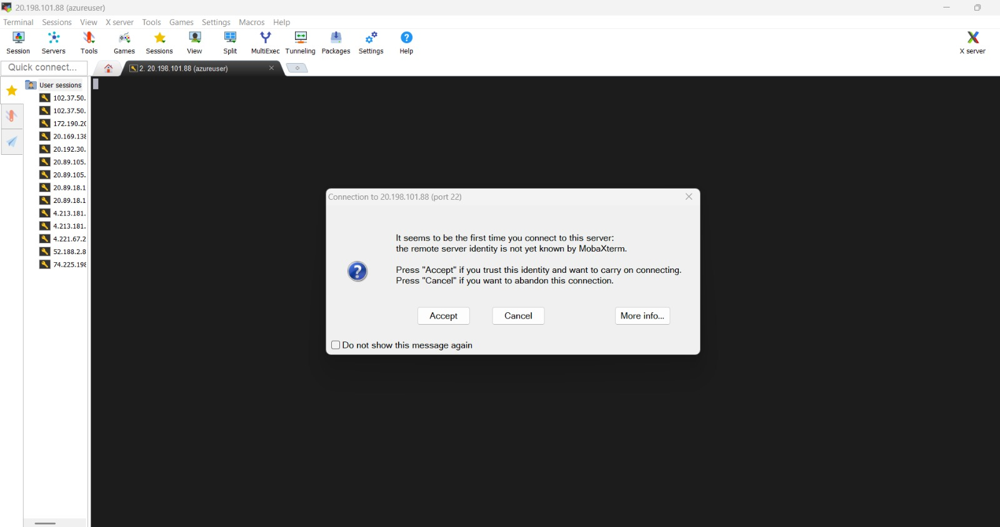 20.198.101.88 (azureuser)
Terminal Sessions View X server Tools Games Settings Macros Help
Session Servers Tools Games Sessions View Split MultiExec Tunneling Packages Settings Help X server
Quick connect...
2. 20.198.101.88 (azureuser)
User sessions
102.37.50.
102.37.50.
172.190.20
20.169.138
20.192.30.
20.89.105.
20.89.105.
20.89.18.1
20.89.18.1
4.213.181.
4.213.181.
4.221.67.2
52.188.2.8
74.225.198
Connection to 20.198.101.88 (port 22)
It seems to be the first time you connect to this server:
the remote server identity is not yet known by MobaXterm.
Press "Accept" if you trust this identity and want to carry on connecting.
Press "Cancel" if you want to abandon this connection.
Accept Cancel More info...
Do not show this message again